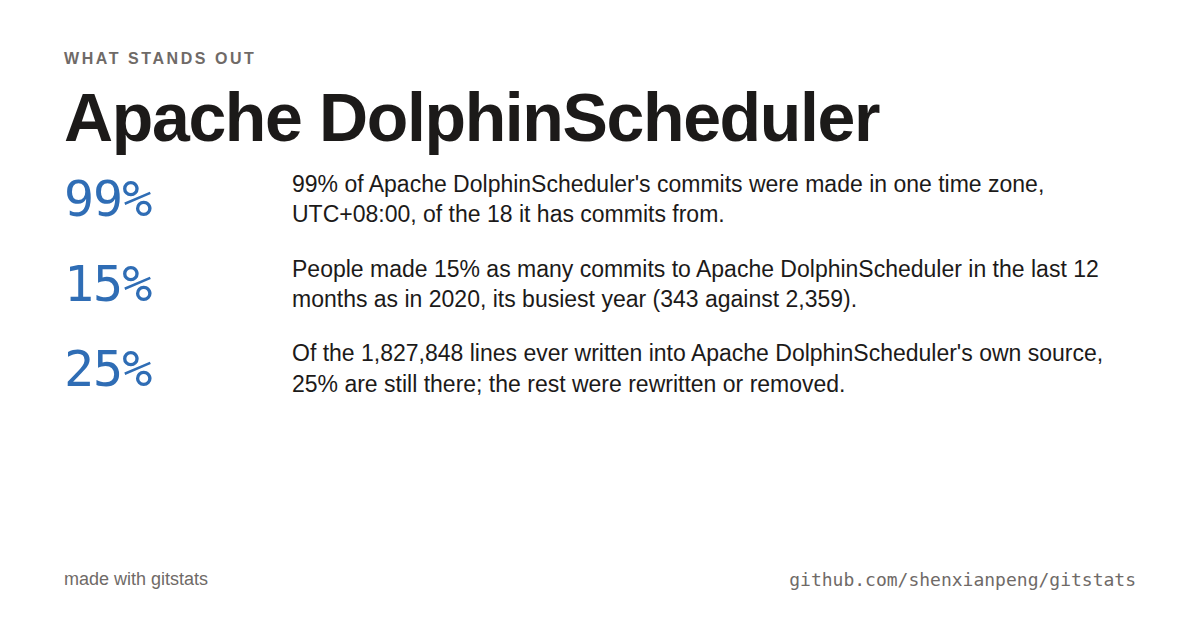 WHAT STANDS OUT
Apache DolphinScheduler
99%
99% of Apache DolphinScheduler's commits were made in one time zone,
UTC+08:00, of the 18 it has commits from.
15%
People made 15% as many commits to Apache DolphinScheduler in the last 12
months as in 2020, its busiest year (343 against 2,359).
25%
Of the 1,827,848 lines ever written into Apache DolphinScheduler's own source,
25% are still there; the rest were rewritten or removed.
made with gitstats
github.com/shenxianpeng/gitstats